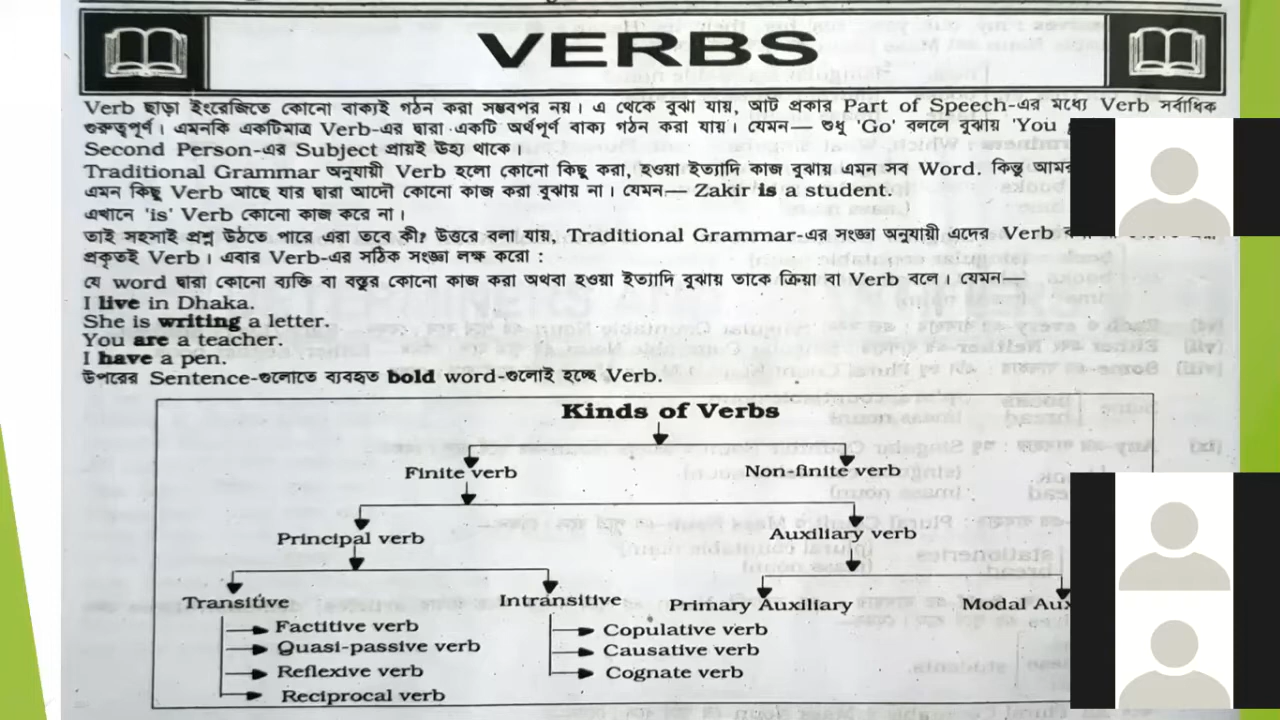 VERBS
Verb ছাড়া ইংরেজিতে কোনো বাক্যই গঠন করা সম্ভবপর নয়। এ থেকে বুঝা যায়, আট প্রকার Part of Speech-এর মধ্যে Verb সর্বাধিক
গুরুত্বপূর্ণ। এমনকি একটিমাত্র Verb-এর দ্বারা একটি অর্থপূর্ণ বাক্য গঠন করা যায়। যেমন— শুধু 'Go' বললে বুঝায় 'You
Second Person-এর Subject প্রায়ই উহ্য থাকে।
Traditional Grammar অনুযায়ী Verb হলো কোনো কিছু করা, হওয়া ইত্যাদি কাজ বুঝায় এমন সব Word. কিন্তু
এমন কিছু Verb আছে যার দ্বারা আদৌ কোনো কাজ করা বুঝায় না। যেমন— Zakir is a student.
এখানে 'is' Verb কোনো কাজ করে না।
তাই সহসাই প্রশ্ন উঠতে পারে এরা তবে কী? উত্তরে বলা যায়, Traditional Grammar-এর সংজ্ঞা অনুযায়ী এদের Verb
প্রকৃতই Verb। এবার Verb-এর সঠিক সংজ্ঞা লক্ষ করো :
যে word দ্বারা কোনো ব্যক্তি বা বস্তুর কোনো কাজ করা অথবা হওয়া ইত্যাদি বুঝায় তাকে ক্রিয়া বা Verb বলে। যেমন—
I live in Dhaka.
She is writing a letter.
You are a teacher.
I have a pen.
উপরের Sentence-গুলোতে ব্যবহৃত bold word-গুলোই হচ্ছে Verb.
Kinds of Verbs
Finite verb Non-finite verb
Principal verb Auxiliary verb
Transitive Intransitive Primary Auxiliary Modal
Factitive verb Copulative verb
Quasi-passive verb Causative verb
Reflexive verb Cognate verb
Reciprocal verb